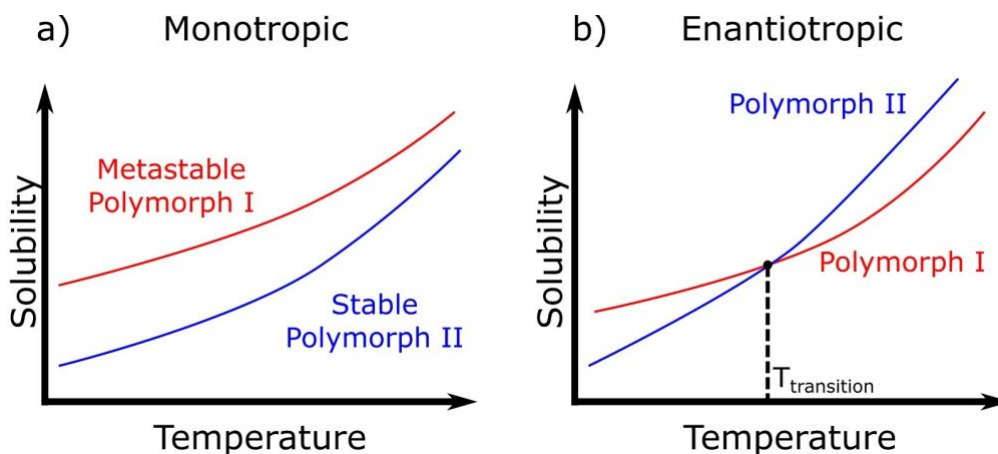 a) Monotropic
Solubility
Metastable
Polymorph I
Stable
Polymorph II
Temperature
b) Enantiotropic
Solubility
Polymorph II
Polymorph I
Ttransition
Temperature